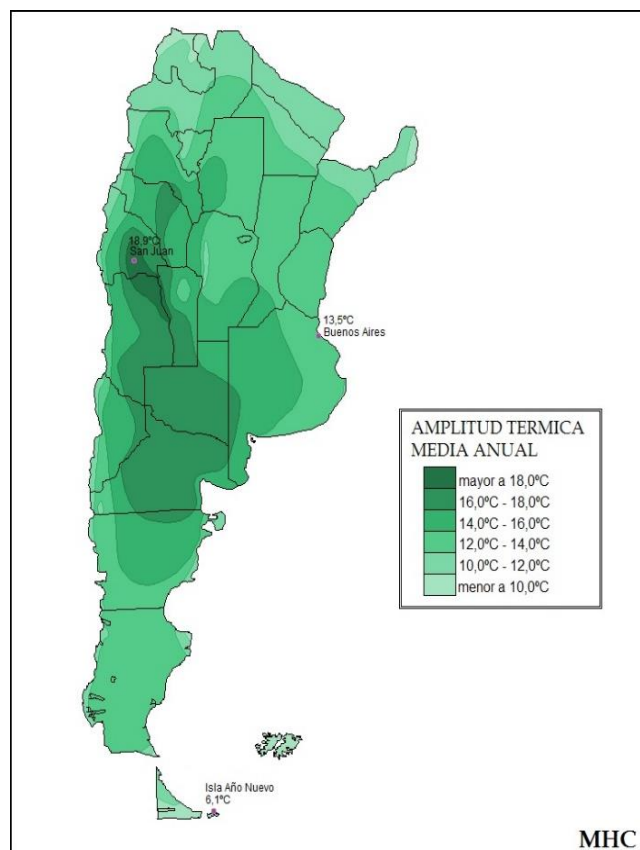 18,9ºC
San Juan
13,5ºC
Buenos Aires
AMPLITUD TERMICA
MEDIA ANUAL
mayor a 18,0ºC
16,0ºC - 18,0ºC
14,0ºC - 16,0ºC
12,0ºC - 14,0ºC
10,0ºC - 12,0ºC
menor a 10,0ºC
Isla Año Nuevo
6,1ºC
MHC